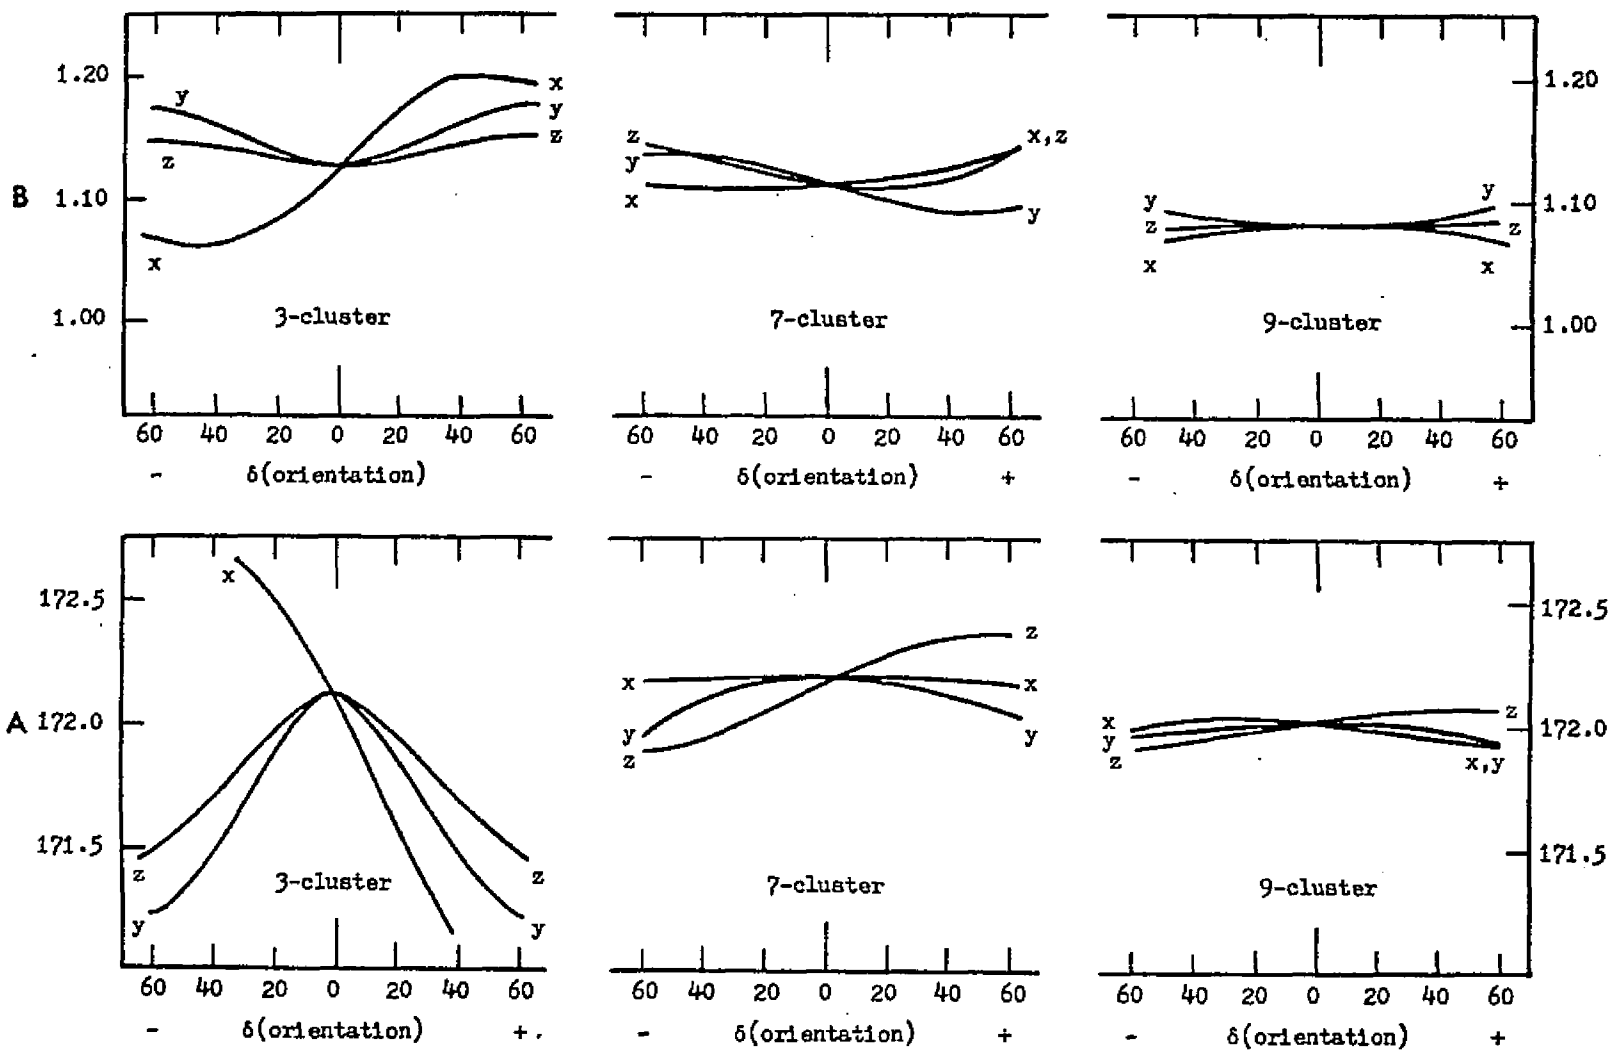 B
1.20
1.10
1.00
y
z
x
x
y
z
3-cluster
60 40 20 0 20 40 60
- δ(orientation)
z
y
x
x,z
y
7-cluster
60 40 20 0 20 40 60
- δ(orientation) +
y
z
x
y
z
x
9-cluster
1.20
1.10
1.00
60 40 20 0 20 40 60
- δ(orientation) +
A
172.5
172.0
171.5
x
z
y
z
y
3-cluster
60 40 20 0 20 40 60
- δ(orientation) +.
x
y
z
z
x
y
7-cluster
60 40 20 0 20 40 60
- δ(orientation) +
x
y
z
z
x,y
9-cluster
172.5
172.0
171.5
60 40 20 0 20 40 60
- δ(orientation) +